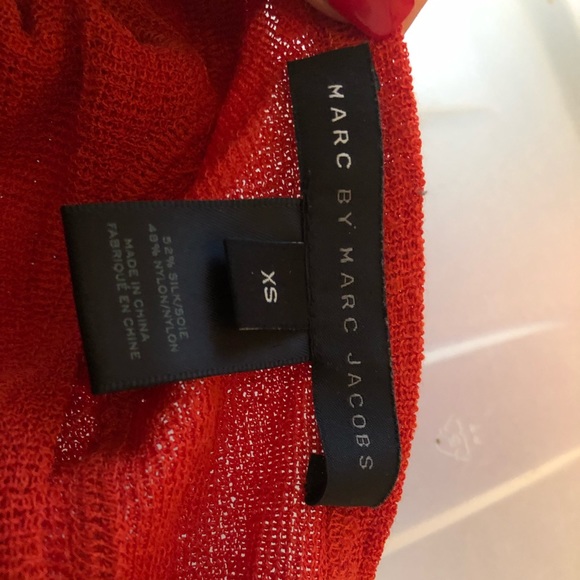 MARC BY MARC JACOBS
XS
52% SILK/SOIE
48% NYLON/NYLON
MADE IN CHINA
FABRIQUÉ EN CHINE